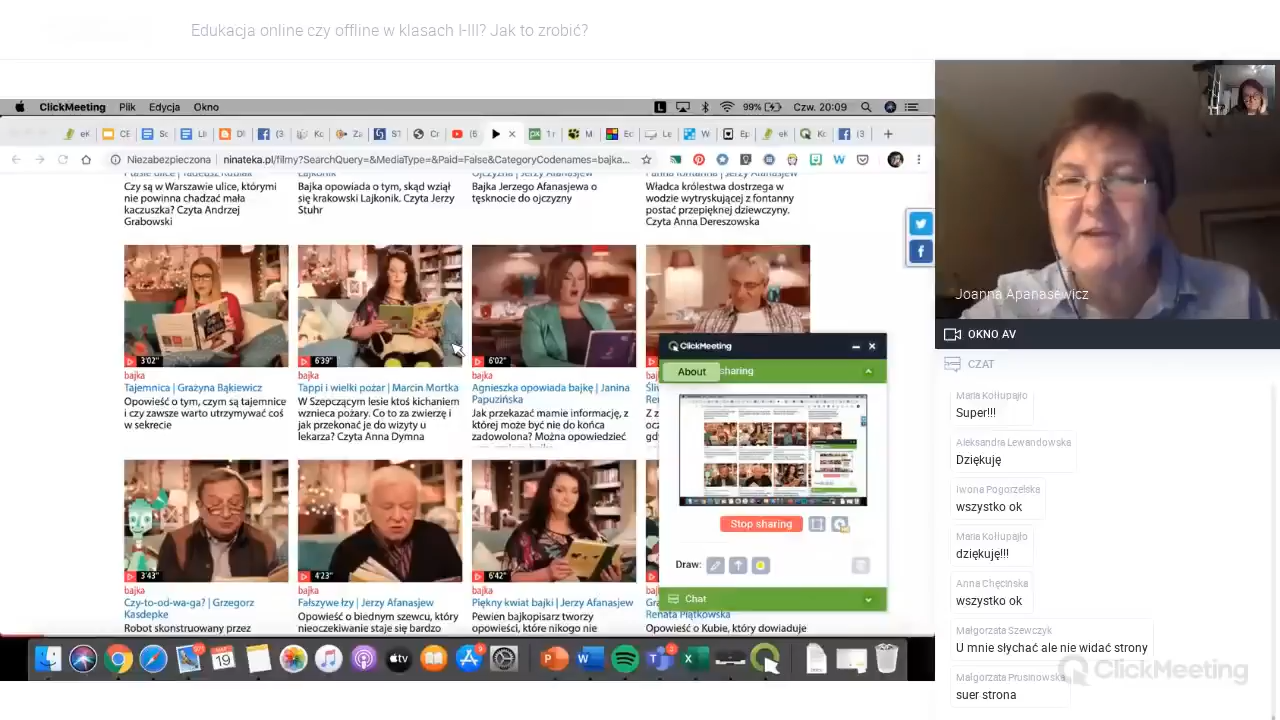 Edukacja online czy offline w klasach I-III? Jak to zrobić?
ClickMeeting Plik Edycja Okno
99% Czw. 20:09
Niezabezpieczona
ninateka.pl/filmy?SearchQuery=&MediaType=&Paid=False&CategoryCodenames=bajka...
Czy są w Warszawie ulice, którymi
nie powinna chadzać mała
kaczuszka? Czyta Andrzej
Grabowski
Bajka opowiada o tym, skąd wziął
się krakowski Lajkonik. Czyta Jerzy
Stuhr
Bajka Jerzego Afanasjewa o
tęsknocie do ojczyzny
Władca królestwa dostrzega w
wodzie wytryskującej z fontanny
postać przepięknej dziewczyny.
Czyta Anna Dereszowska
3'02"
bajka
Tajemnica | Grażyna Bąkiewicz
Opowieść o tym, czym są tajemnice
i czy zawsze warto utrzymywać coś
w sekrecie
6'39"
bajka
Tappi i wielki pożar | Marcin Mortka
W Szepczącym lesie ktoś kichaniem
wznieca pożary. Co to za zwierzę i
jak przekonać je do wizyty u
lekarza? Czyta Anna Dymna
6'02"
bajka
Agnieszka opowiada bajkę | Janina
Papuzińska
Jak przekazać mamie informację, z
której może być nie do końca
zadowolona? Można opowiedzieć
3'43"
bajka
Czy-to-od-wa-ga? | Grzegorz
Kasdepke
Robot skonstruowany przez
4'23"
bajka
Fałszywe łzy | Jerzy Afanasjew
Opowieść o biednym szewcu, który
nieoczekiwanie staje się bardzo
6'42"
bajka
Piękny kwiat bajki | Jerzy Afanasjew
Pewien bajkopisarz tworzy
opowieści, które nikogo nie
Renata Piątkowska
Opowieść o Kubie, który dowiaduje
ClickMeeting
About
sharing
Stop sharing
Draw:
Chat
MAR
19
Joanna Apanasewicz
OKNO AV
CZAT
Maria Kołłupajło
Super!!!
Aleksandra Lewandowska
Dziękuję
Iwona Pogorzelska
wszystko ok
Maria Kołłupajło
dziękuję!!!
Anna Chęcińska
wszystko ok
Małgorzata Szewczyk
U mnie słychać ale nie widać strony
Małgorzata Prusinowska
suer strona
ClickMeeting